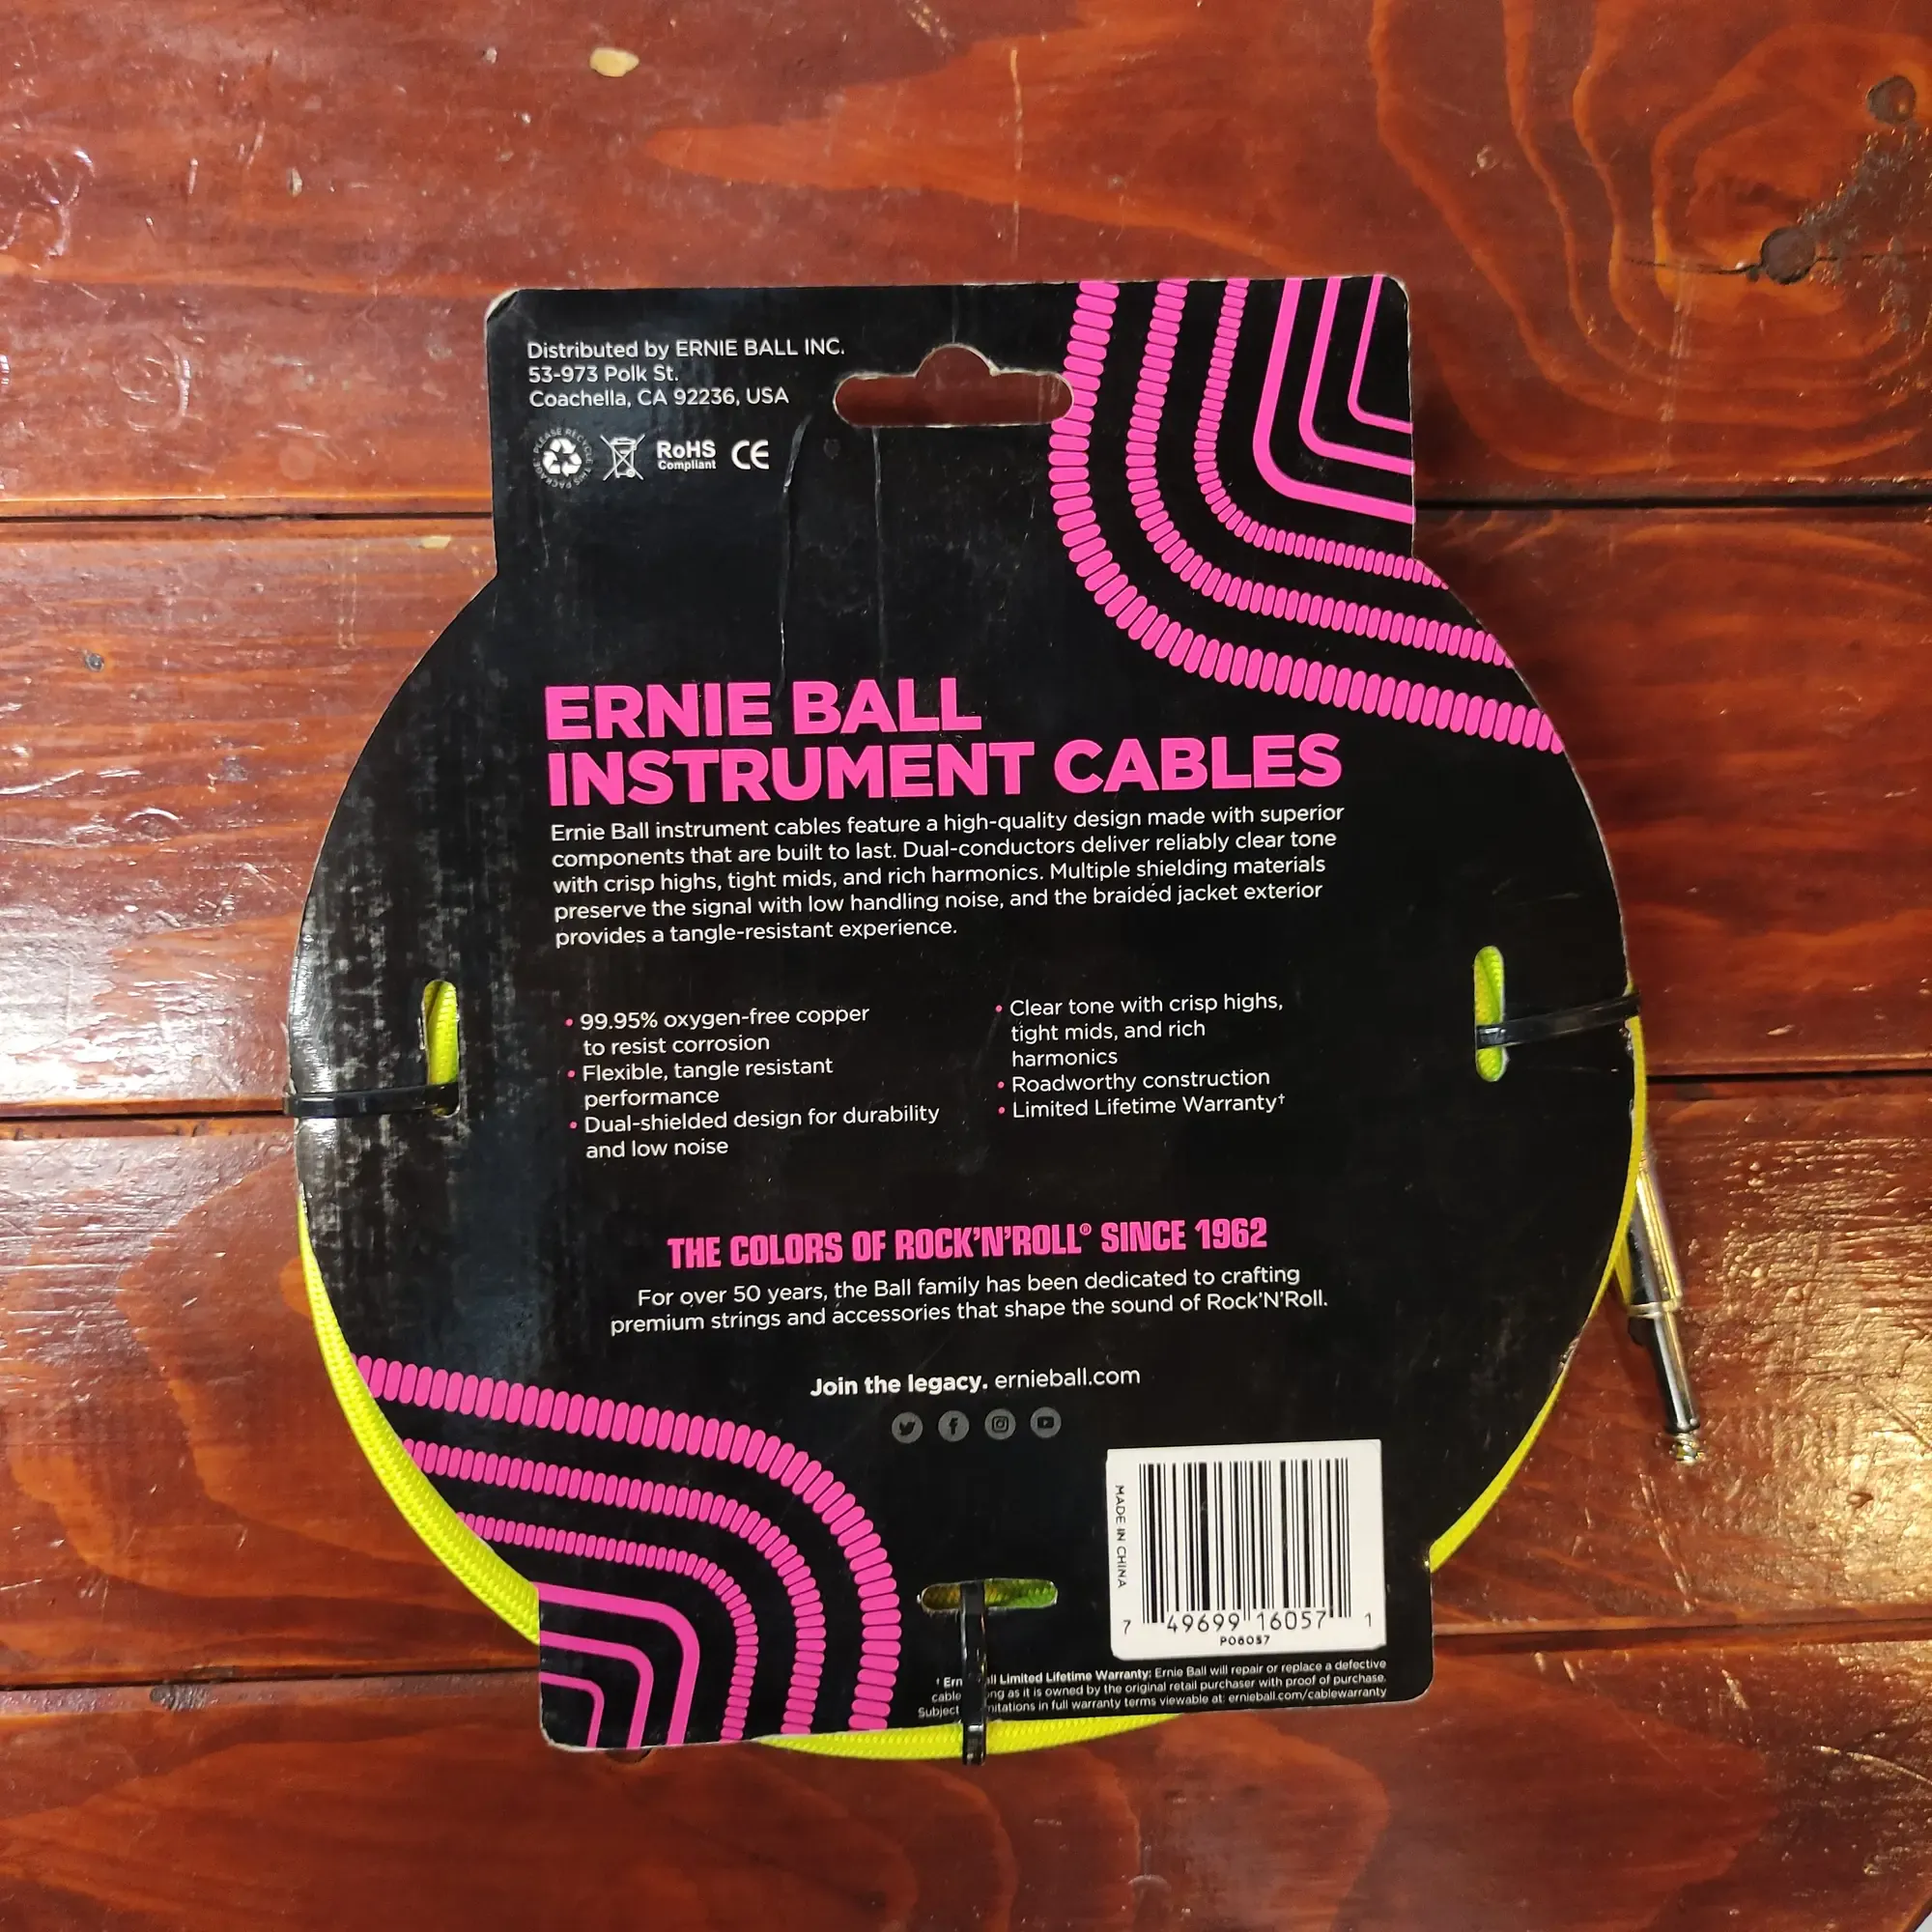 Distributed by ERNIE BALL INC.
53-973 Polk St.
Coachella, CA 92236, USA
PLEASE RECYCLE THIS PACKAGE
RoHS
Compliant
CE
ERNIE BALL
INSTRUMENT CABLES
Ernie Ball instrument cables feature a high-quality design made with superior
components that are built to last. Dual-conductors deliver reliably clear tone
with crisp highs, tight mids, and rich harmonics. Multiple shielding materials
preserve the signal with low handling noise, and the braided jacket exterior
provides a tangle-resistant experience.
• 99.95% oxygen-free copper
to resist corrosion
• Flexible, tangle resistant
performance
• Dual-shielded design for durability
and low noise
• Clear tone with crisp highs,
tight mids, and rich
harmonics
• Roadworthy construction
• Limited Lifetime Warranty†
THE COLORS OF ROCK'N'ROLL® SINCE 1962
For over 50 years, the Ball family has been dedicated to crafting
premium strings and accessories that shape the sound of Rock'N'Roll.
Join the legacy. ernieball.com
MADE IN CHINA
7 49699 16057 1
P06057
† Ern ll Limited Lifetime Warranty: Ernie Ball will repair or replace a defective
cable ng as it is owned by the original retail purchaser with proof of purchase.
Subject mitations in full warranty terms viewable at: ernieball.com/cablewarranty